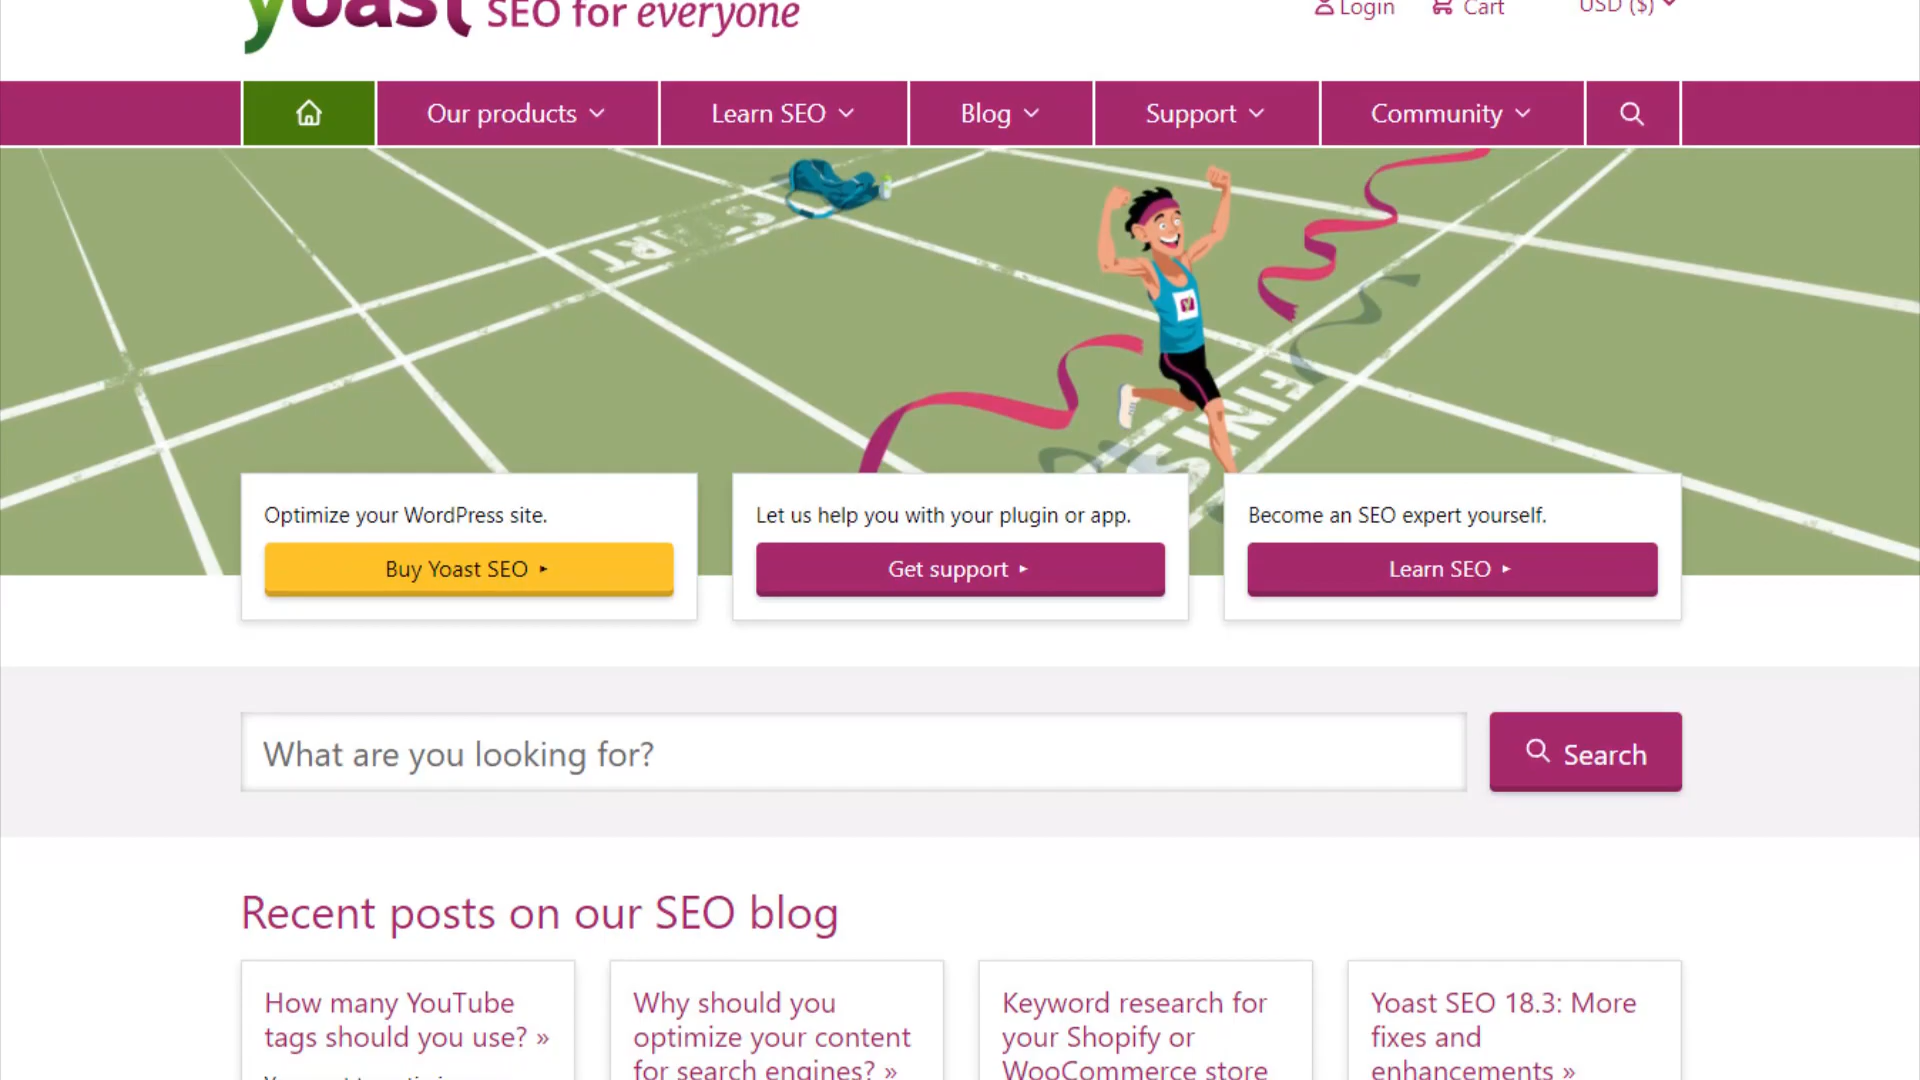 yoast SEO for everyone
Login
Cart
USD ($)
Our products
Learn SEO
Blog
Support
Community
START
FINISH
Optimize your WordPress site.
Buy Yoast SEO ▸
Let us help you with your plugin or app.
Get support ▸
Become an SEO expert yourself.
Learn SEO ▸
What are you looking for?
Search
Recent posts on our SEO blog
How many YouTube
tags should you use? »
Why should you
optimize your content
for search engines? »
Keyword research for
your Shopify or
WooCommerce store
Yoast SEO 18.3: More
fixes and
enhancements »